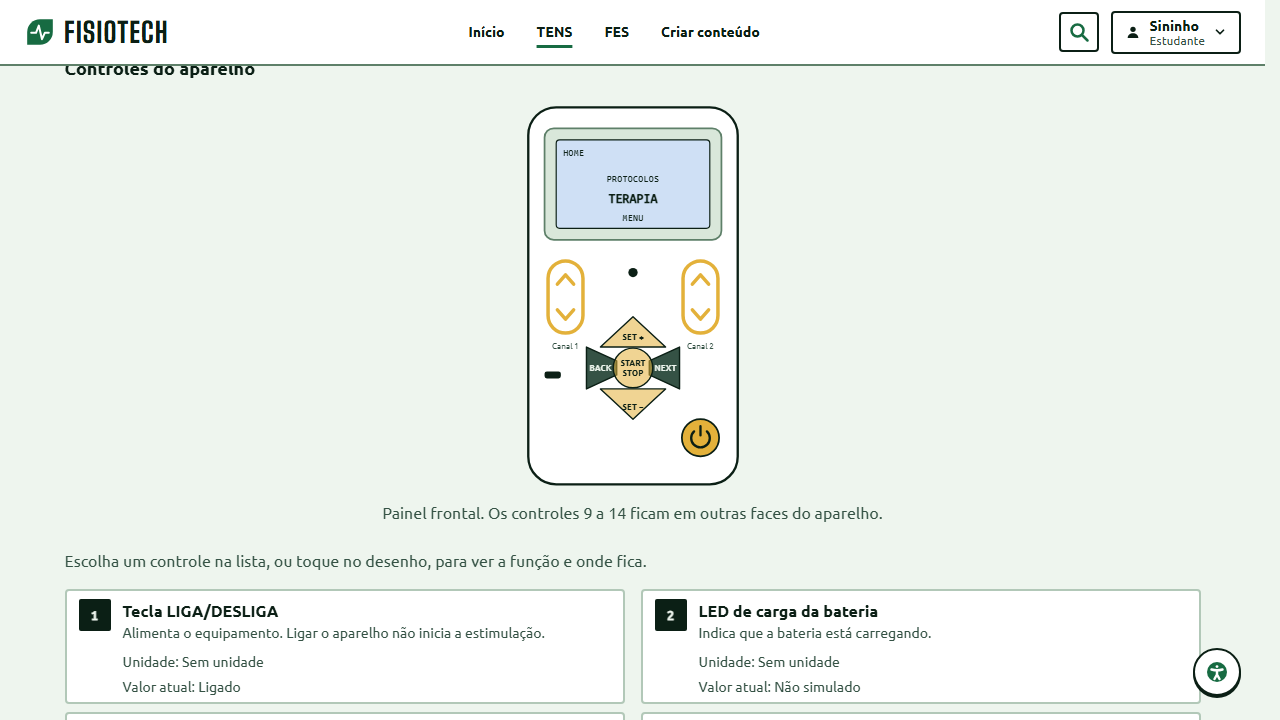 FISIOTECH
Início
TENS
FES
Criar conteúdo
Sininho
Estudante
Controles do aparelho
HOME
PROTOCOLOS
TERAPIA
MENU
Canal 1
Canal 2
SET +
BACK
START
STOP
NEXT
SET −
Painel frontal. Os controles 9 a 14 ficam em outras faces do aparelho.
Escolha um controle na lista, ou toque no desenho, para ver a função e onde fica.
1
Tecla LIGA/DESLIGA
Alimenta o equipamento. Ligar o aparelho não inicia a estimulação.
Unidade: Sem unidade
Valor atual: Ligado
2
LED de carga da bateria
Indica que a bateria está carregando.
Unidade: Sem unidade
Valor atual: Não simulado